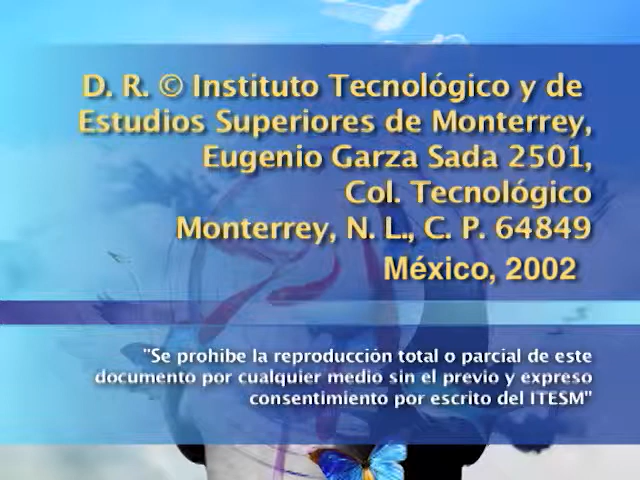 D. R. © Instituto Tecnológico y de
Estudios Superiores de Monterrey,
Eugenio Garza Sada 2501,
Col. Tecnológico
Monterrey, N. L., C. P. 64849
México, 2002
"Se prohibe la reproducción total o parcial de este
documento por cualquier medio sin el previo y expreso
consentimiento por escrito del ITESM"